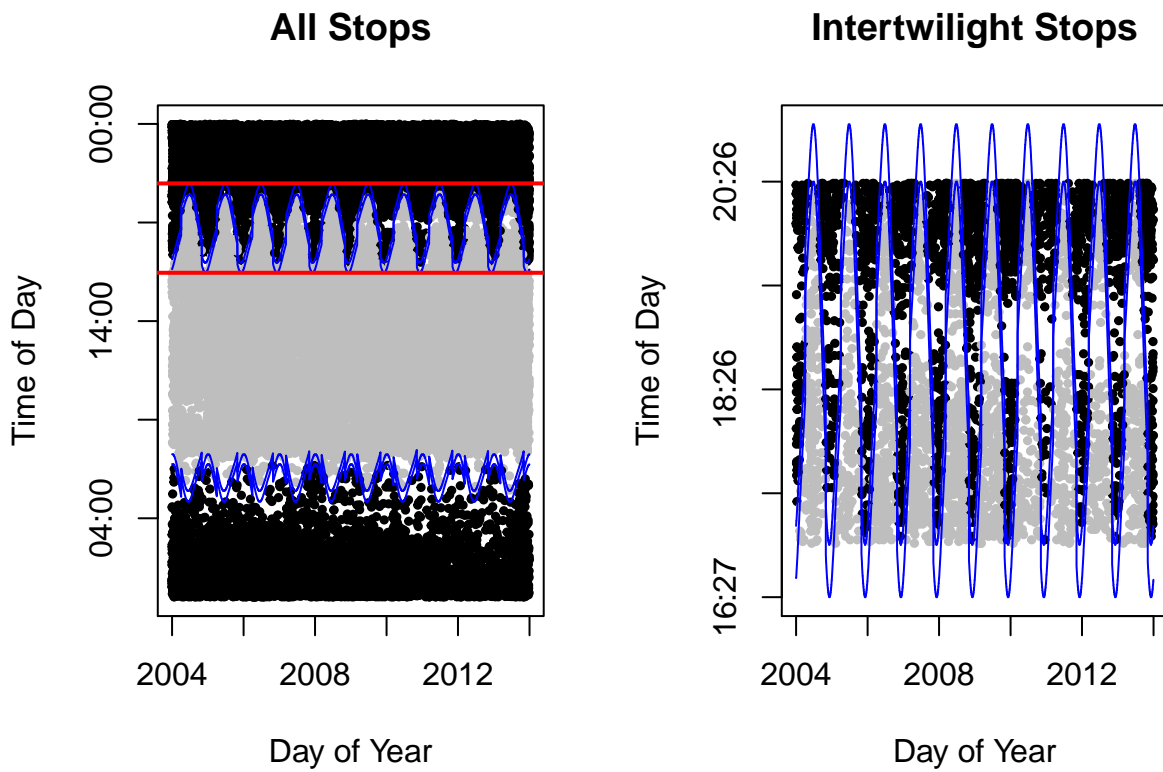 All Stops
Time of Day
00:00
14:00
04:00
2004 2008 2012
Day of Year
Intertwilight Stops
Time of Day
20:26
18:26
16:27
2004 2008 2012
Day of Year